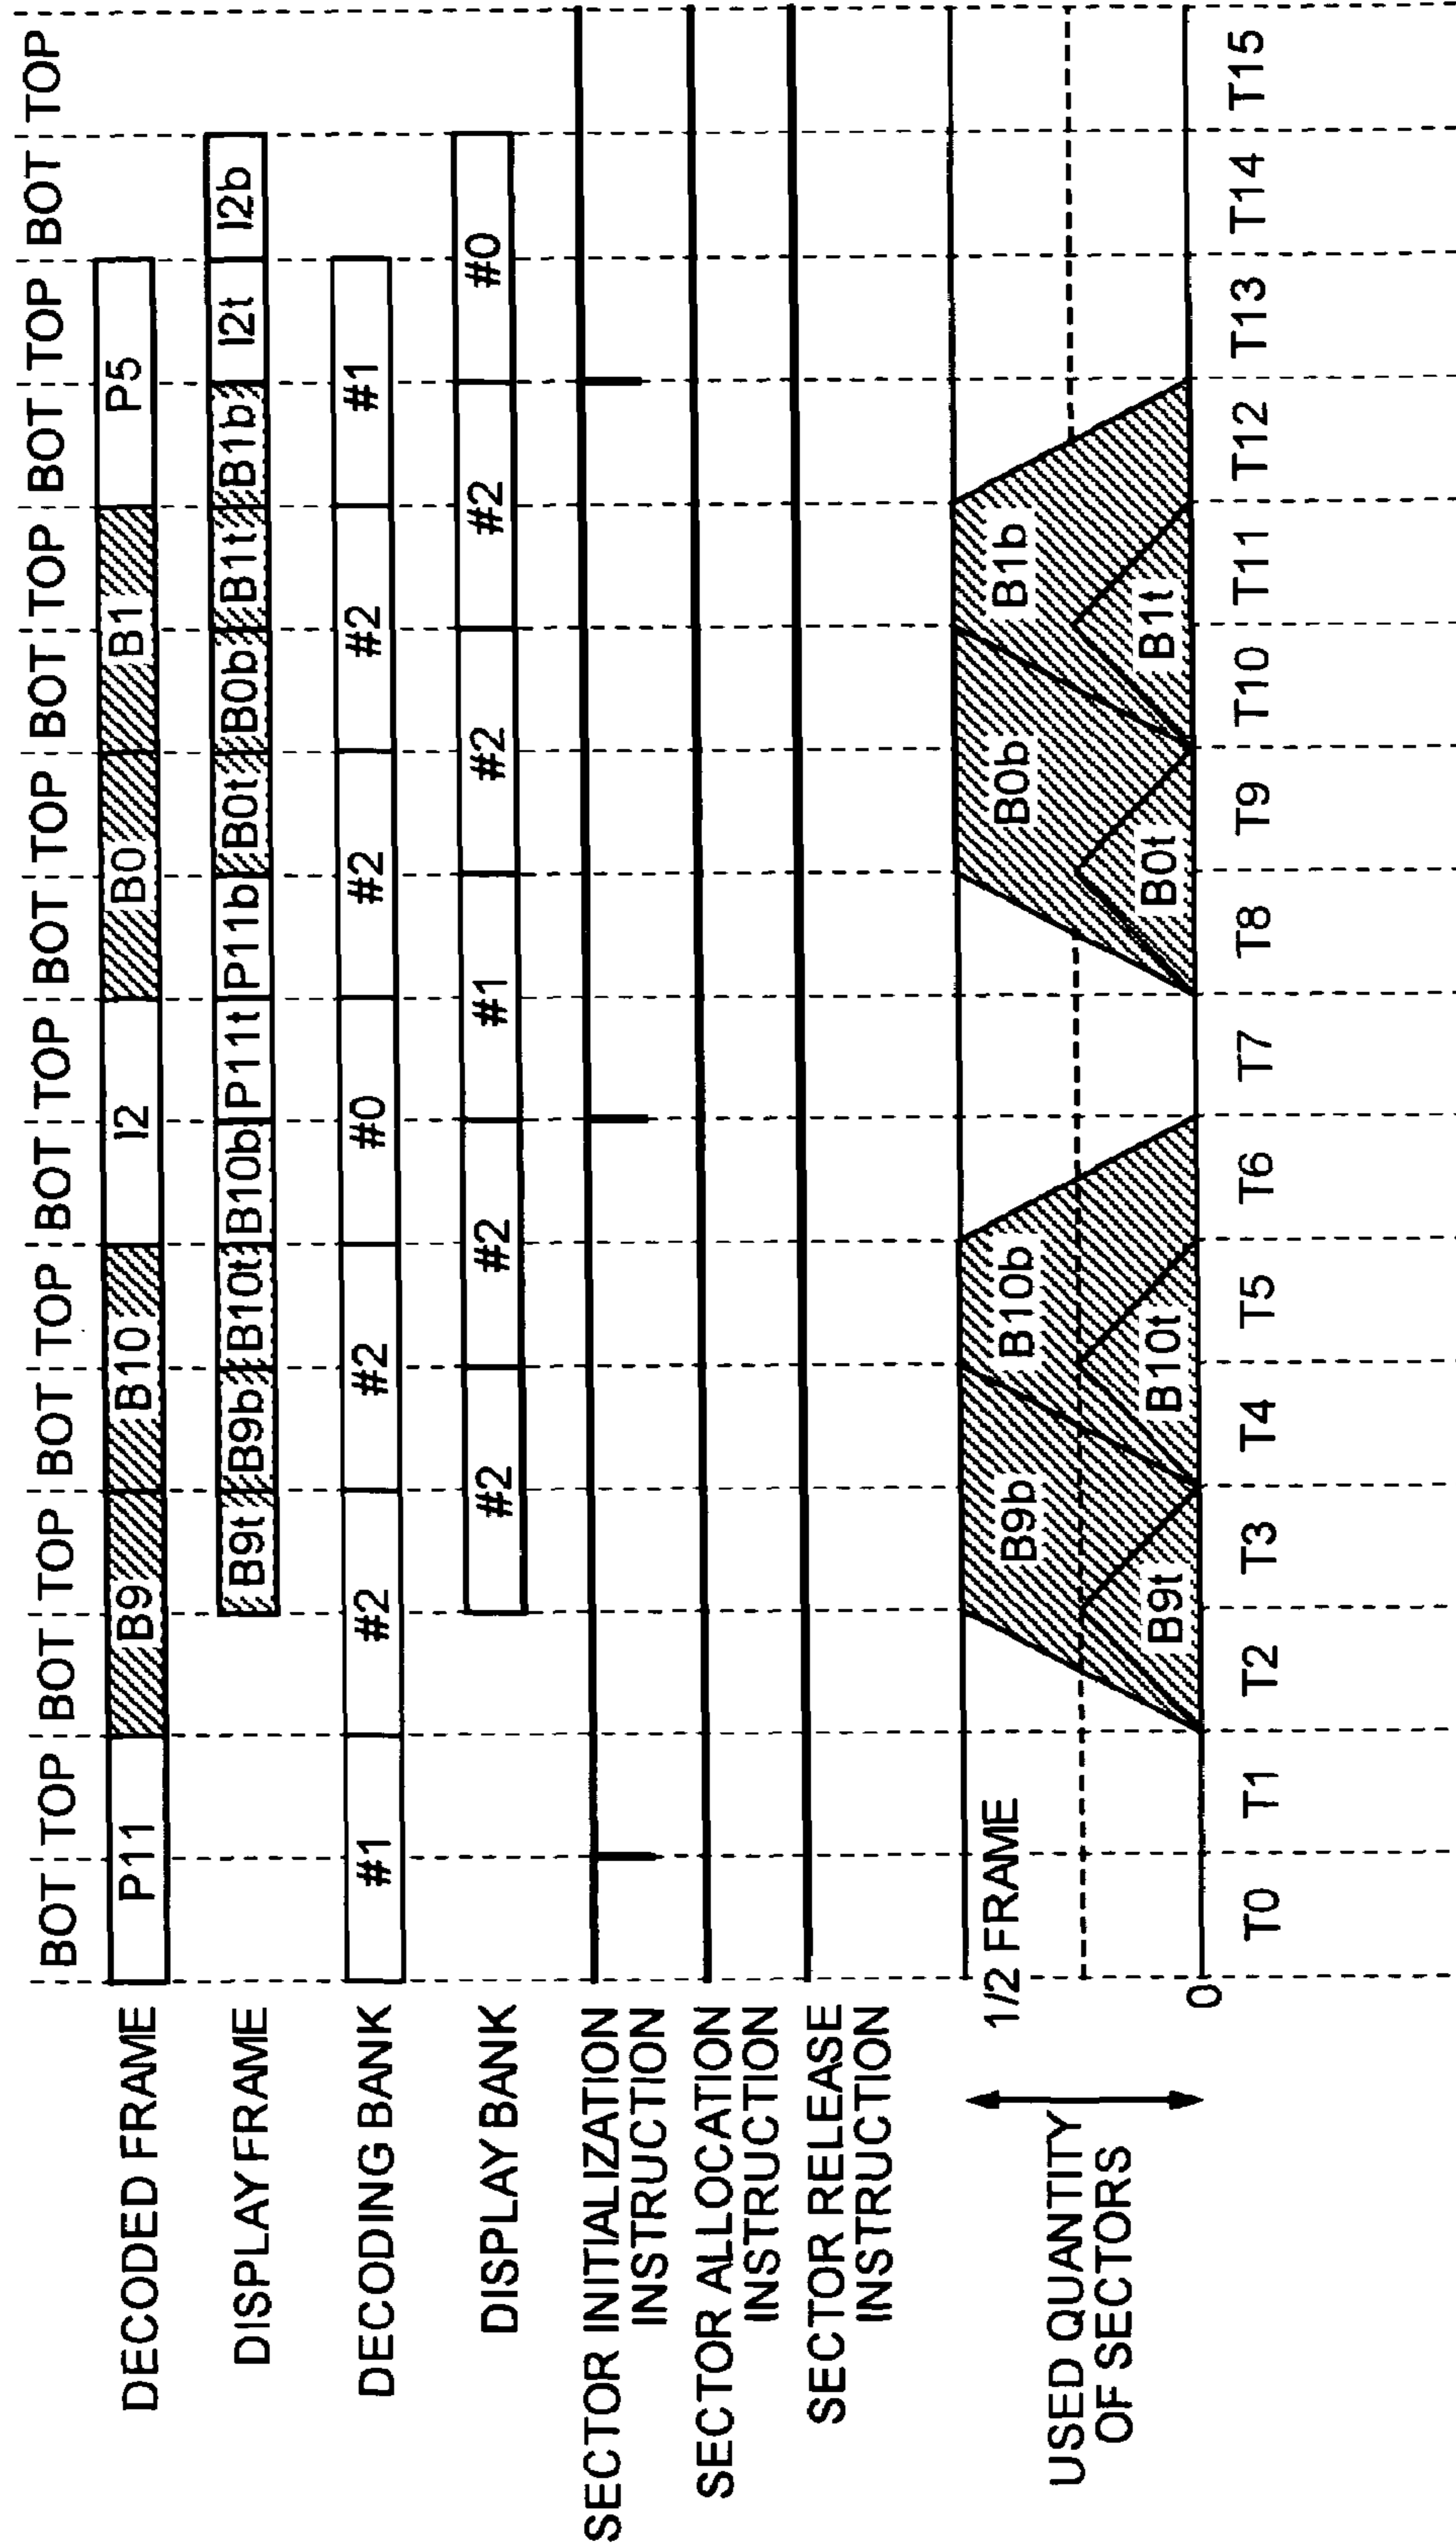 BOT TOP BOT TOP BOT TOP BOT TOP BOT TOP BOT TOP BOT TOP BOT TOP
DECODED FRAME P11 B9 B10 I2 B0 B1 P5
DISPLAY FRAME B9t B9b B10t B10b P11t P11b B0t B0b B1t B1b I2t I2b
DECODING BANK #1 #2 #2 #0 #2 #2 #1
DISPLAY BANK #2 #2 #1 #2 #2 #0
SECTOR INITIALIZATION
INSTRUCTION
SECTOR ALLOCATION
INSTRUCTION
SECTOR RELEASE
INSTRUCTION
1/2 FRAME
B9b B10b B0b B1b
USED QUANTITY
OF SECTORS
B9t B10t B0t B1t
0
T0 T1 T2 T3 T4 T5 T6 T7 T8 T9 T10 T11 T12 T13 T14 T15